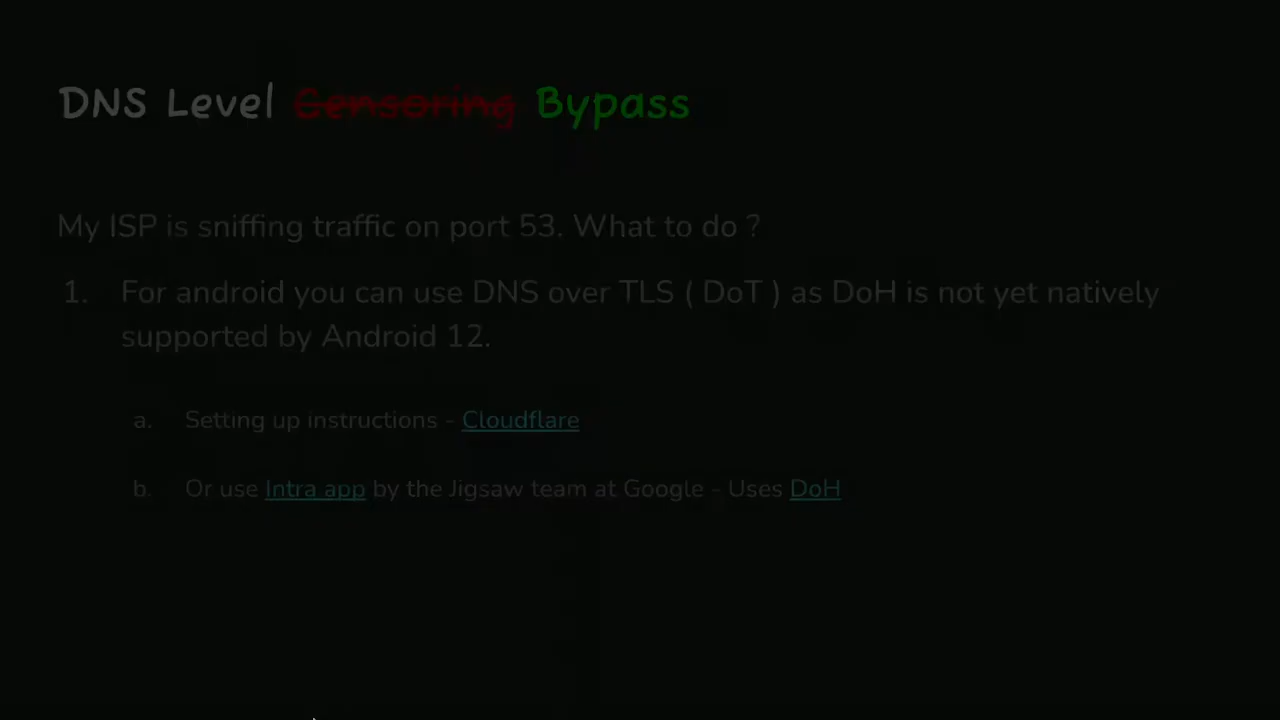 DNS Level Censoring Bypass
My ISP is sniffing traffic on port 53. What to do ?
1. For android you can use DNS over TLS ( DoT ) as DoH is not yet natively
supported by Android 12.
a. Setting up instructions - Cloudflare
b. Or use Intra app by the Jigsaw team at Google - Uses DoH